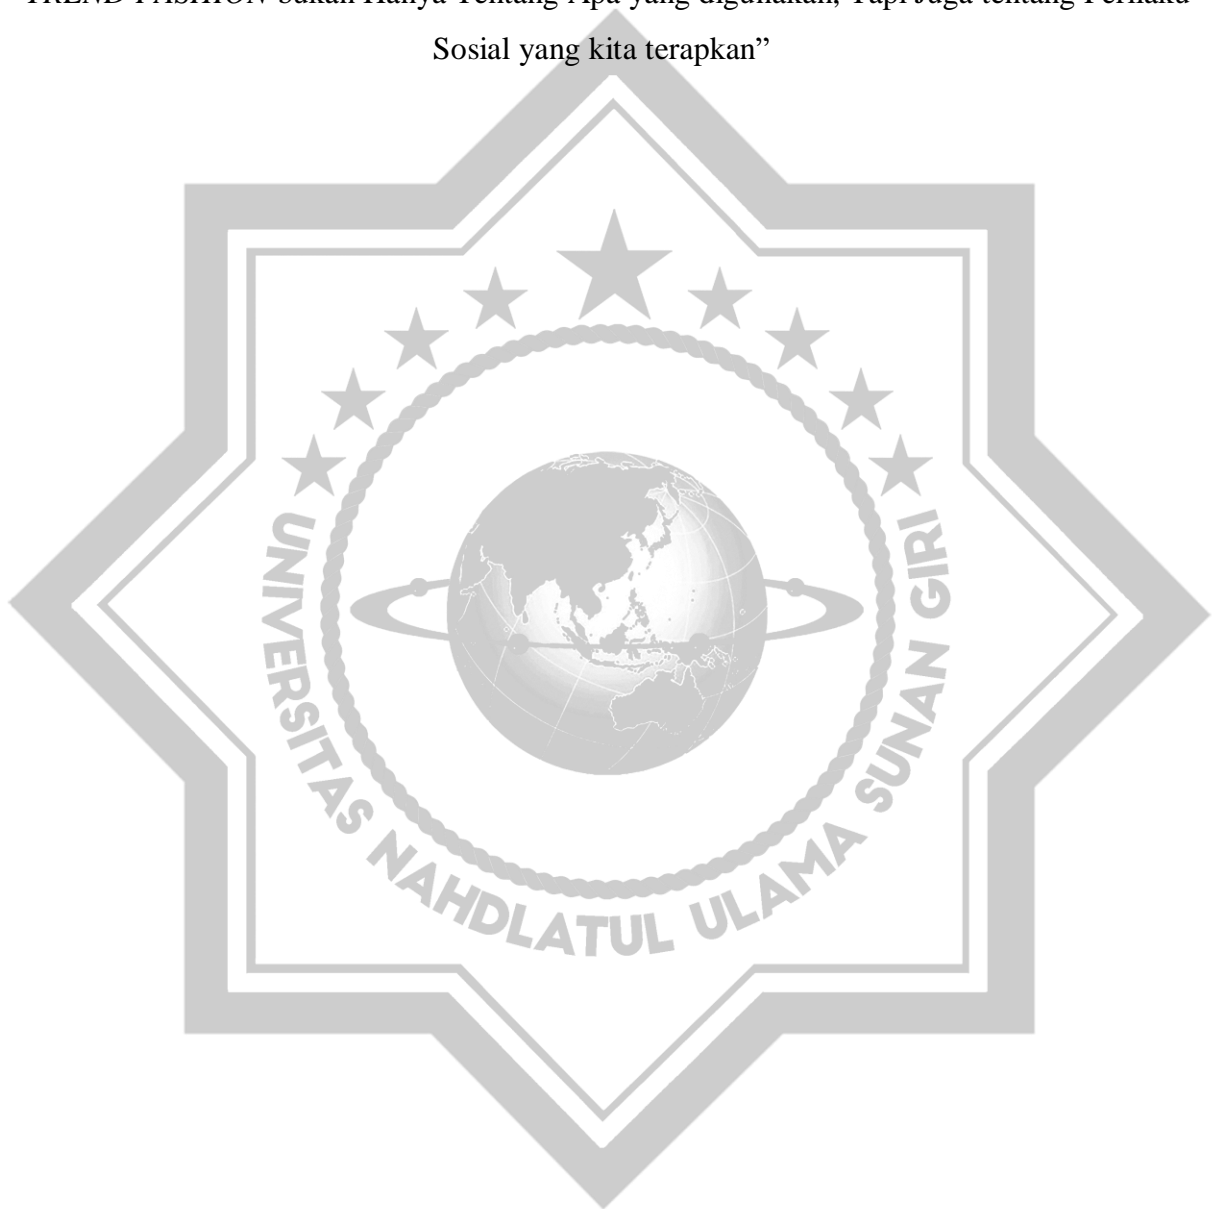 TREND FASHION bukan Hanya Tentang Apa yang digunakan, Tapi Juga tentang Perilaku
Sosial yang kita terapkan”
UNIVERSITAS NAHDLATUL ULAMA SUNAN GIRI